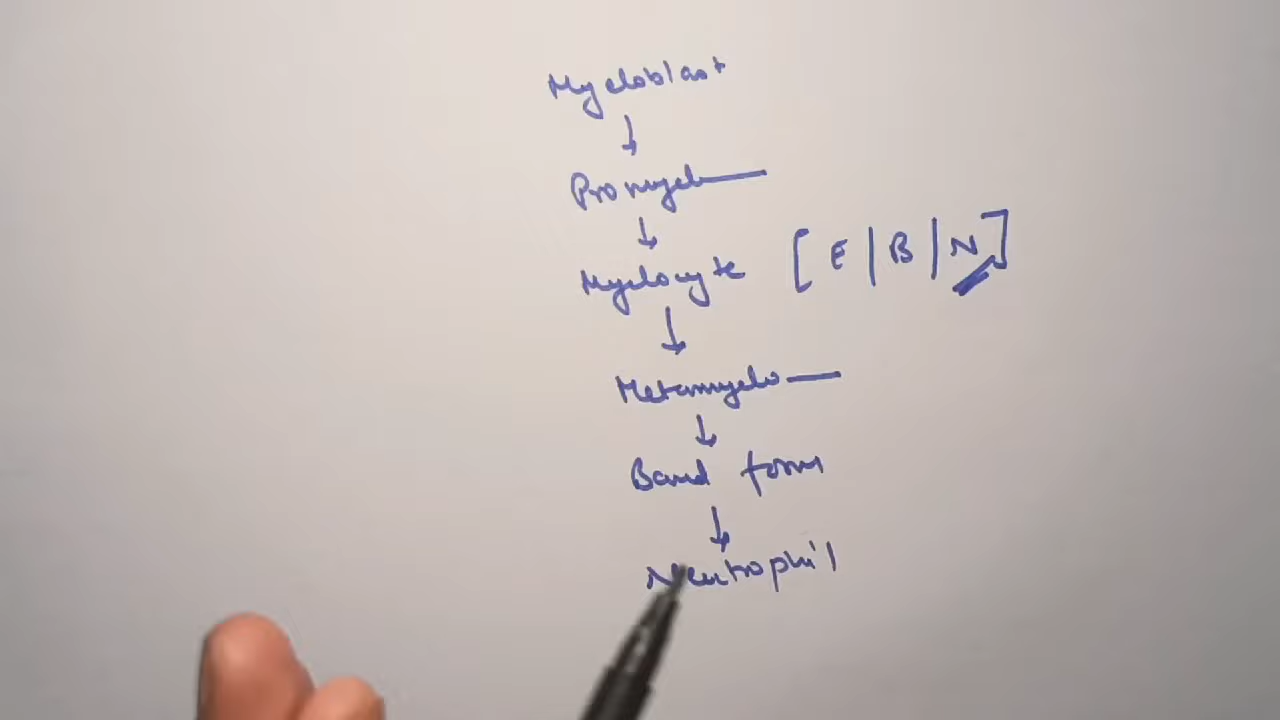 Myeloblast
↓
Promyel—
↓
Myelocyte [E|B|N]
↓
Metamyelo—
↓
Band form
↓
Neutrophil